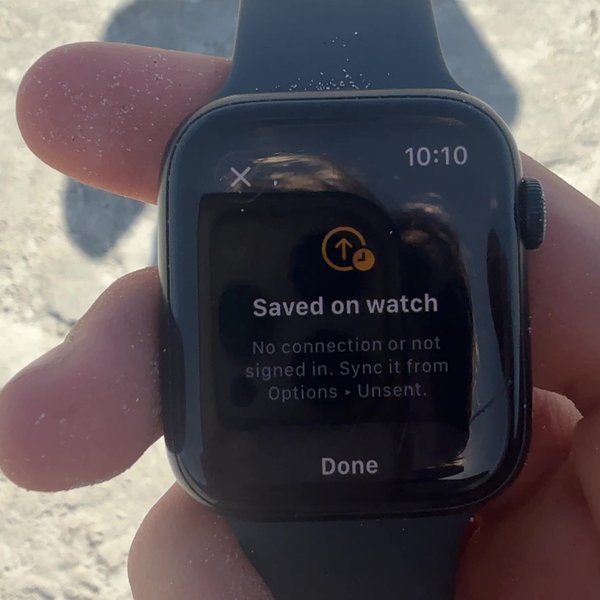 10:10
Saved on watch
No connection or not
signed in. Sync it from
Options ▸ Unsent.
Done